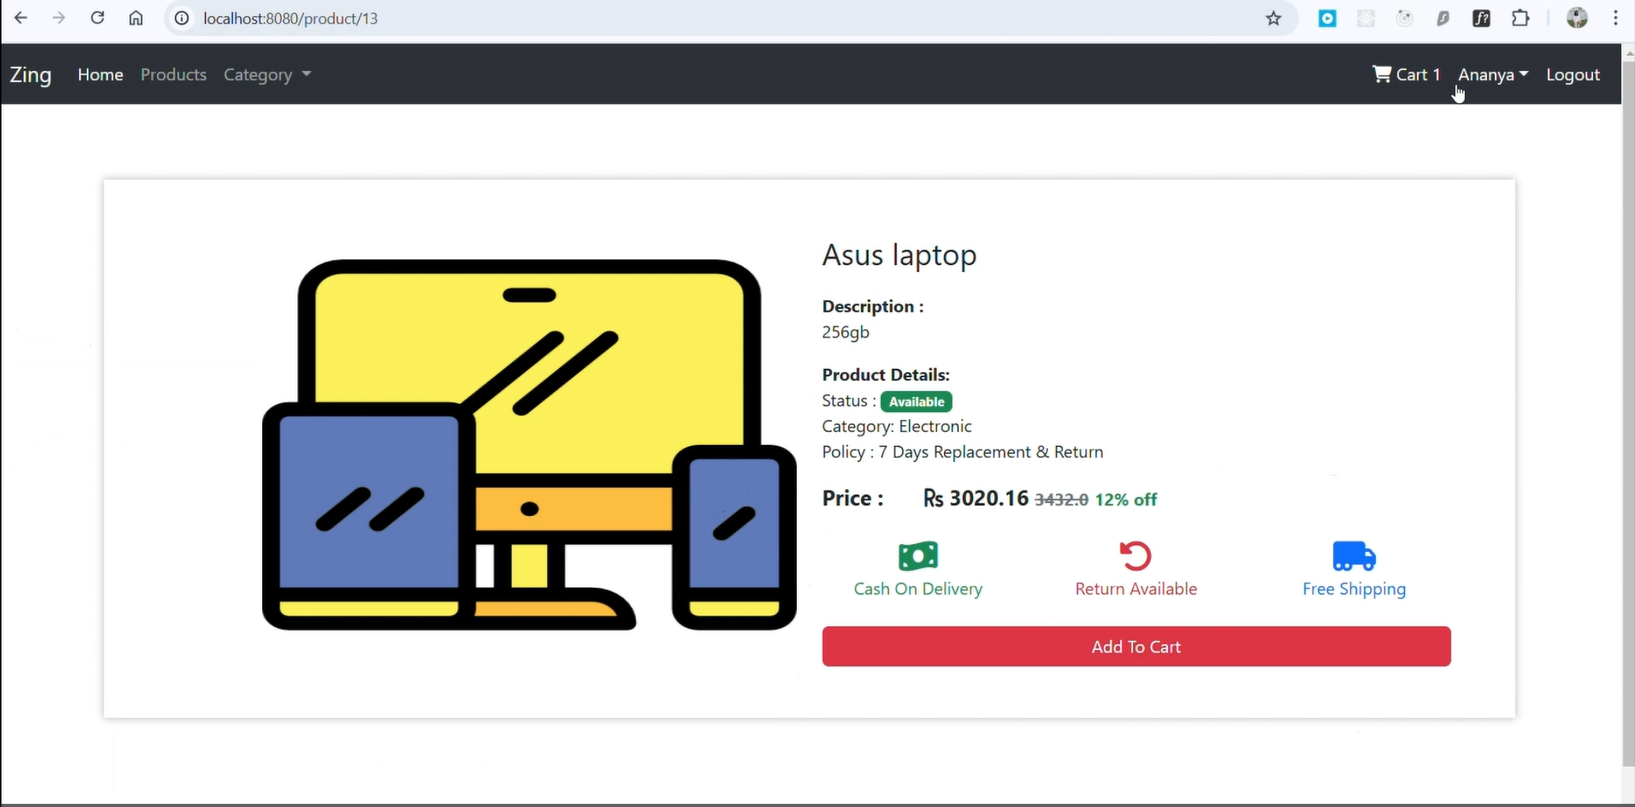 localhost:8080/product/13
Zing Home Products Category Cart 1 Ananya Logout
Asus laptop
Description :
256gb
Product Details:
Status : Available
Category: Electronic
Policy : 7 Days Replacement & Return
Price : ₨ 3020.16 3432.0 12% off
Cash On Delivery Return Available Free Shipping
Add To Cart